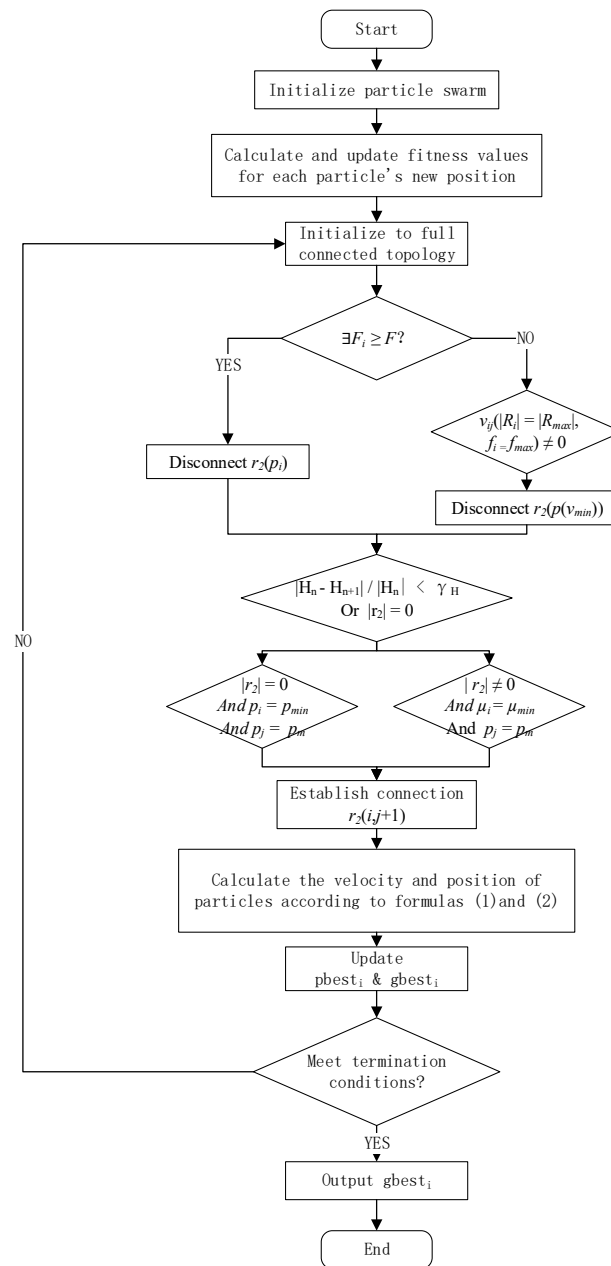 Start
Initialize particle swarm
Calculate and update fitness values
for each particle's new position
Initialize to full
connected topology
∃Fᵢ ≥ F?
YES
NO
vᵢⱼ(|Rᵢ| = |Rₘₐₓ|,
fᵢ = fₘₐₓ) ≠ 0
Disconnect r₂(pᵢ)
Disconnect r₂(p(vₘᵢₙ))
|Hₙ - Hₙ₊₁| / |Hₙ| < γ_H
Or |r₂| = 0
NO
|r₂| = 0
And pᵢ = pₘᵢₙ
And pⱼ = pₘ
| r₂| ≠ 0
And μᵢ = μₘᵢₙ
And pⱼ = pₘ
Establish connection
r₂(i,j+1)
Calculate the velocity and position of
particles according to formulas (1)and (2)
Update
pbestᵢ & gbestᵢ
Meet termination
conditions?
YES
Output gbestᵢ
End